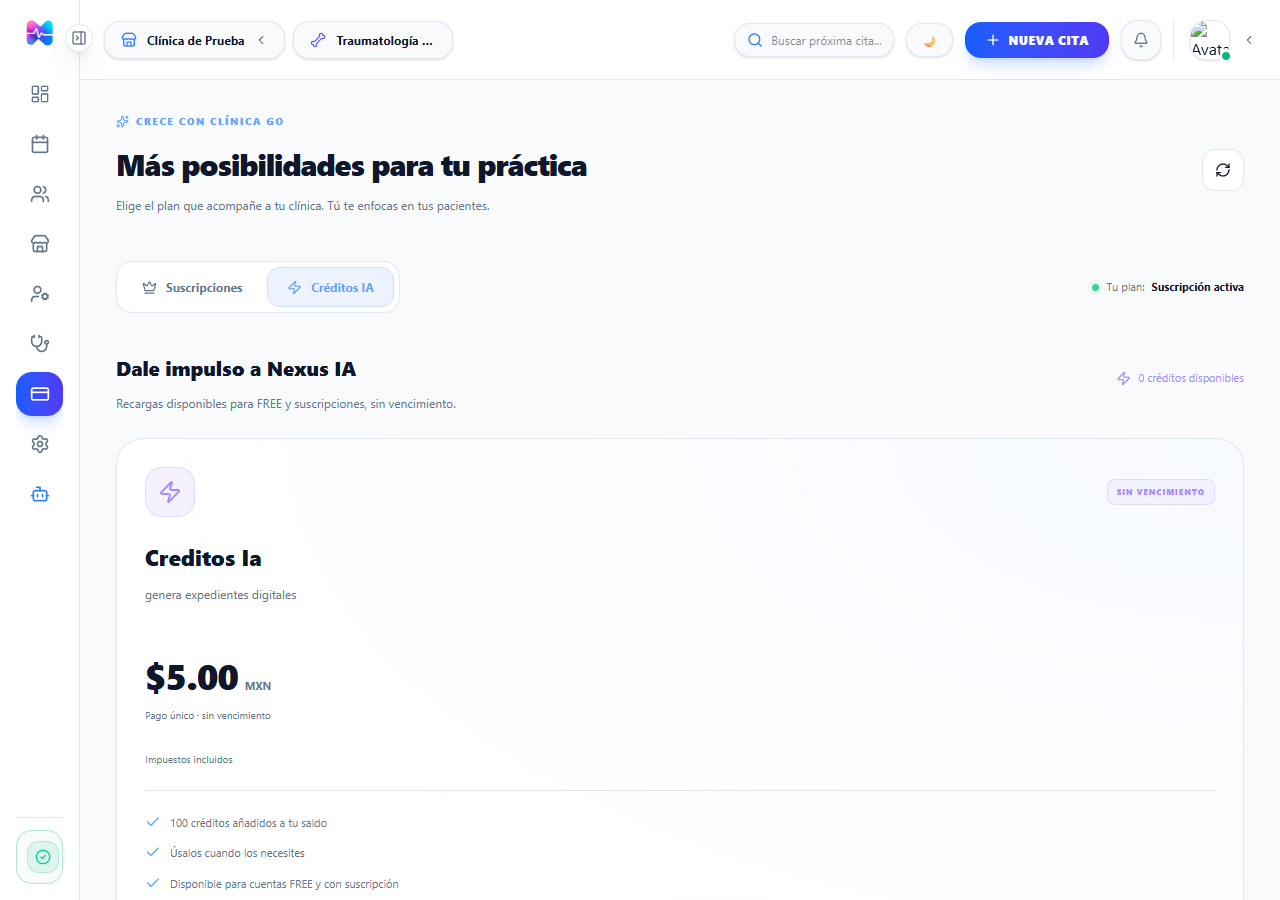 Clínica de Prueba
Traumatología ...
Buscar próxima cita...
NUEVA CITA
Avata
CRECE CON CLÍNICA GO
Más posibilidades para tu práctica
Elige el plan que acompañe a tu clínica. Tú te enfocas en tus pacientes.
Suscripciones
Créditos IA
Tu plan: Suscripción activa
Dale impulso a Nexus IA
0 créditos disponibles
Recargas disponibles para FREE y suscripciones, sin vencimiento.
SIN VENCIMIENTO
Creditos Ia
genera expedientes digitales
$5.00 MXN
Pago único · sin vencimiento
Impuestos incluidos
100 créditos añadidos a tu saldo
Úsalos cuando los necesites
Disponible para cuentas FREE y con suscripción